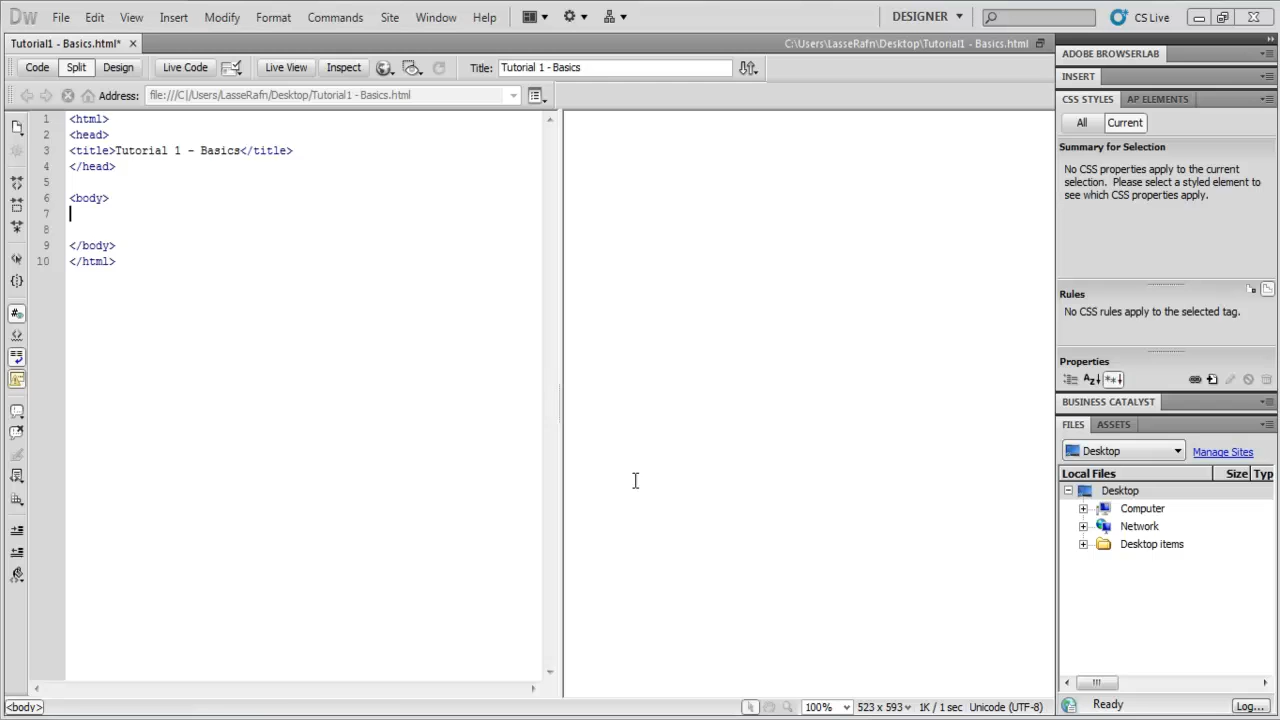 Dw File Edit View Insert Modify Format Commands Site Window Help DESIGNER CS Live
Tutorial1 - Basics.html* C:\Users\LasseRafn\Desktop\Tutorial1 - Basics.html
Code Split Design Live Code Live View Inspect Title: Tutorial 1 - Basics
Address: file:///C|/Users/LasseRafn/Desktop/Tutorial1 - Basics.html
1 <html>
2 <head>
3 <title>Tutorial 1 - Basics</title>
4 </head>
5
6 <body>
7
8
9 </body>
10 </html>
<body>
100% 523 x 593 1K / 1 sec Unicode (UTF-8)
ADOBE BROWSERLAB
INSERT
CSS STYLES AP ELEMENTS
All Current
Summary for Selection
No CSS properties apply to the current
selection. Please select a styled element to
see which CSS properties apply.
Rules
No CSS rules apply to the selected tag.
Properties
BUSINESS CATALYST
FILES ASSETS
Desktop Manage Sites
Local Files Size Typ
Desktop
Computer
Network
Desktop items
Ready Log...